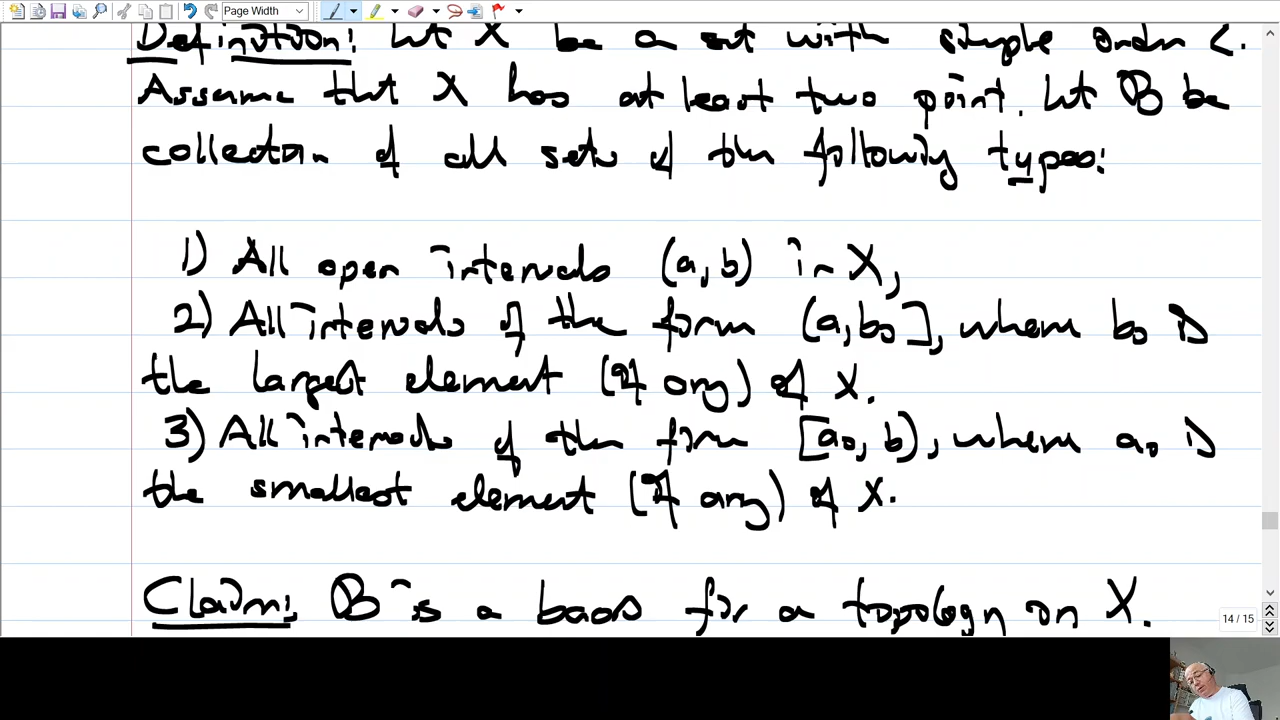 Page Width
Definition: Let X be a set with simple order <.
Assume that X has at least two point. Let B be
collection of all sets of the following types:
1) All open intervals (a, b) in X,
2) All intervals of the form (a, b₀], where b₀ is
the largest element (if any) of X.
3) All intervals of the form [a₀, b), where a₀ is
the smallest element (if any) of X.
Claim: B is a basis for a topology on X.
14 / 15